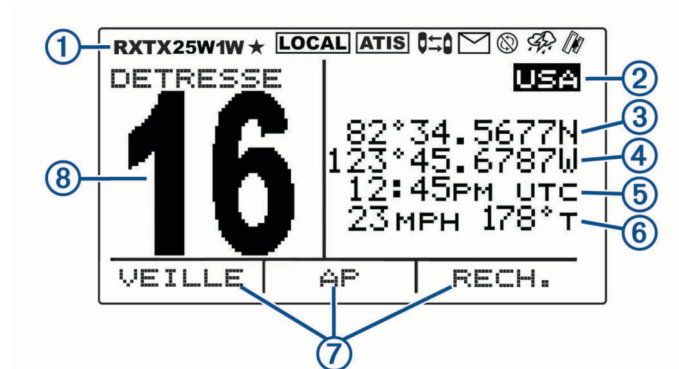 1 RXTX25W1W★ LOCAL ATIS
DETRESSE
USA 2
16
8
82°34.5677N 3
123°45.6787W 4
12:45PM UTC 5
23MPH 178°T 6
VEILLE AP RECH.
7